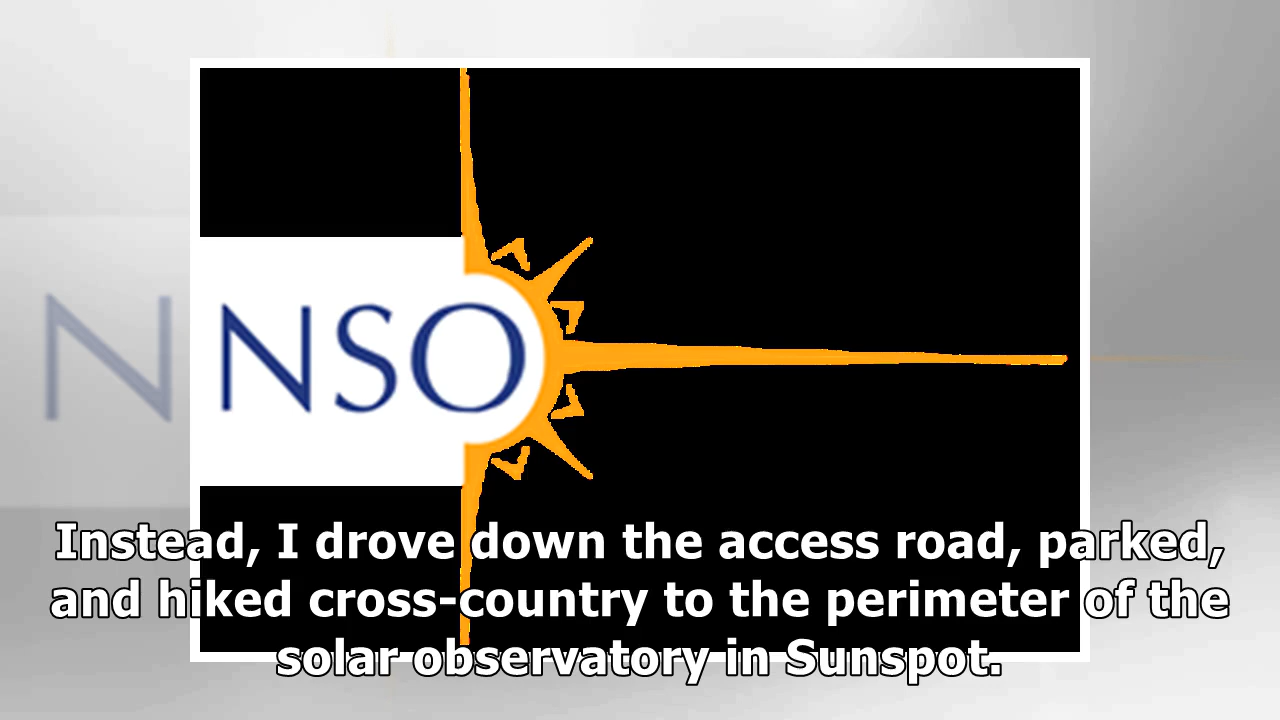 N NSO
Instead, I drove down the access road, parked,
and hiked cross-country to the perimeter of the
solar observatory in Sunspot.